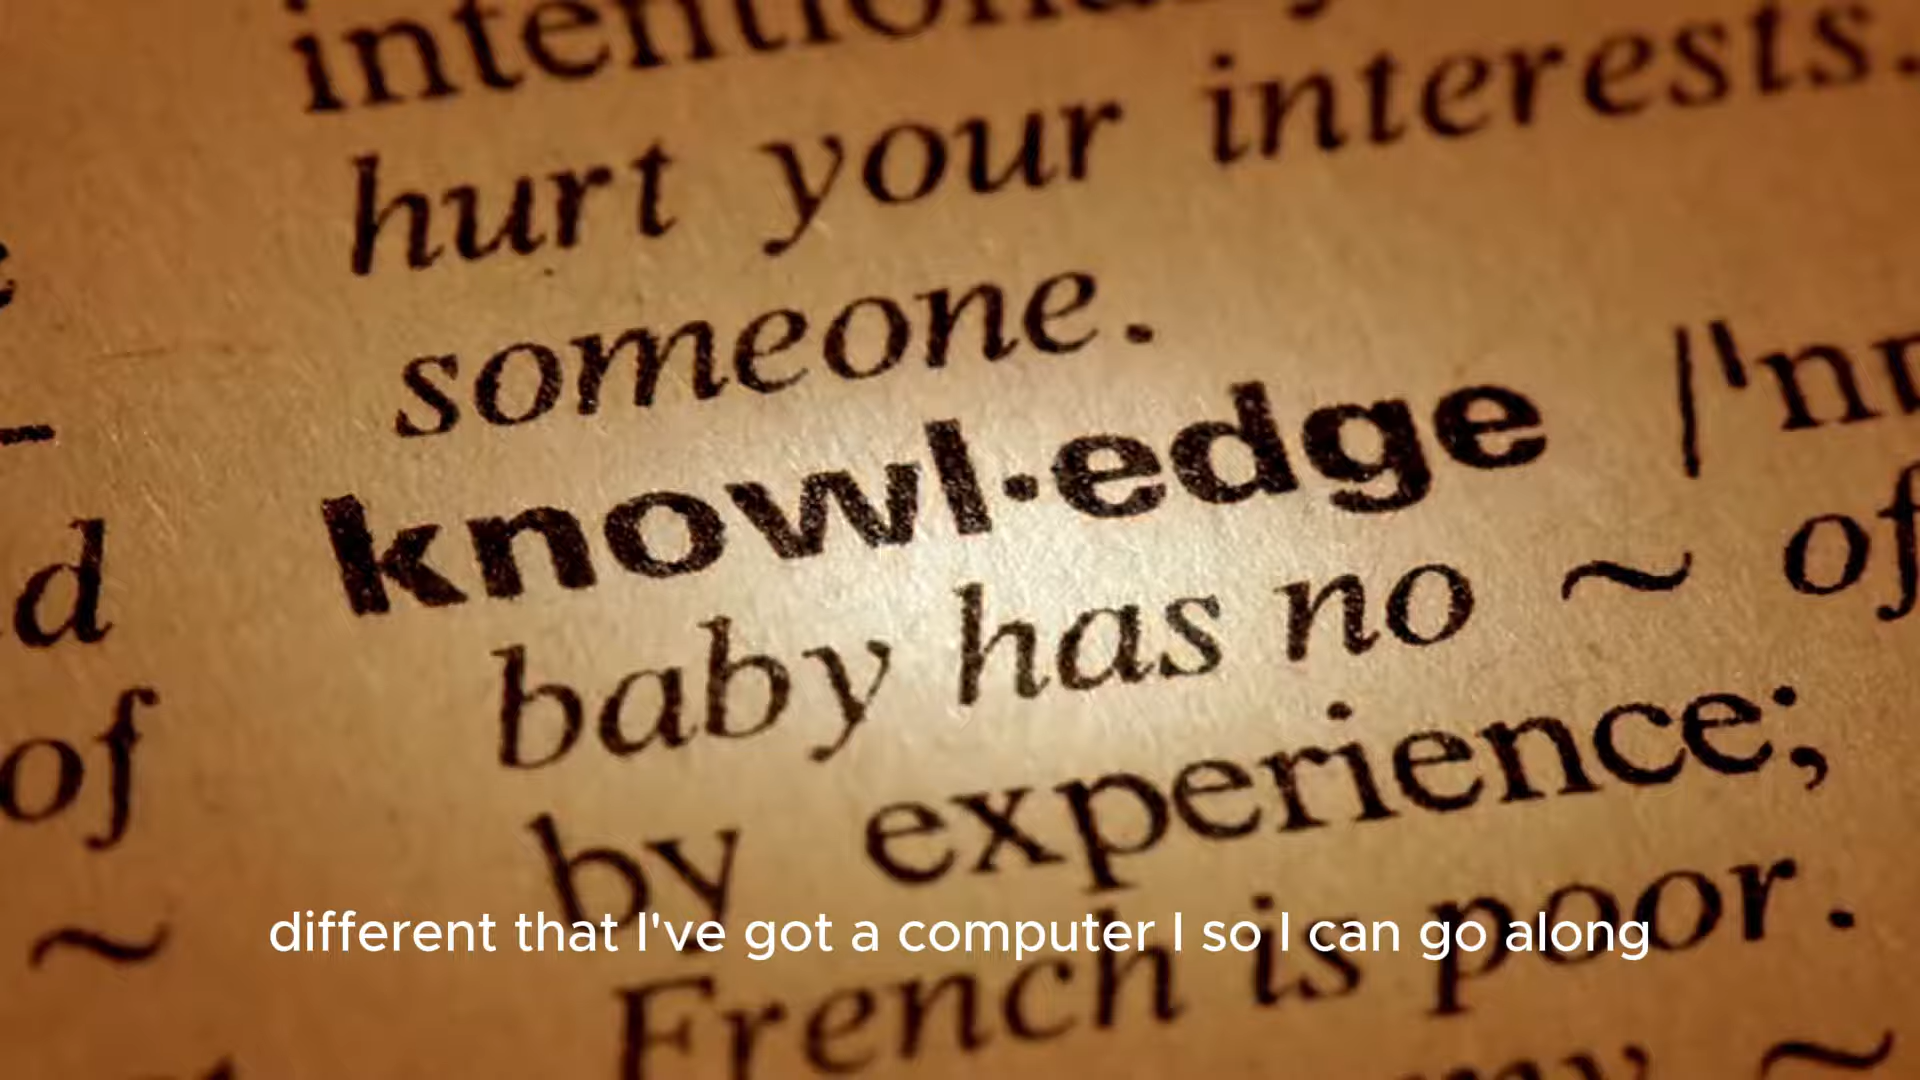 hurt your interests.
someone.
knowl·edge
d
baby has no ~ of
of
by experience;
~
French is poor.
~
different that I've got a computer I so I can go along